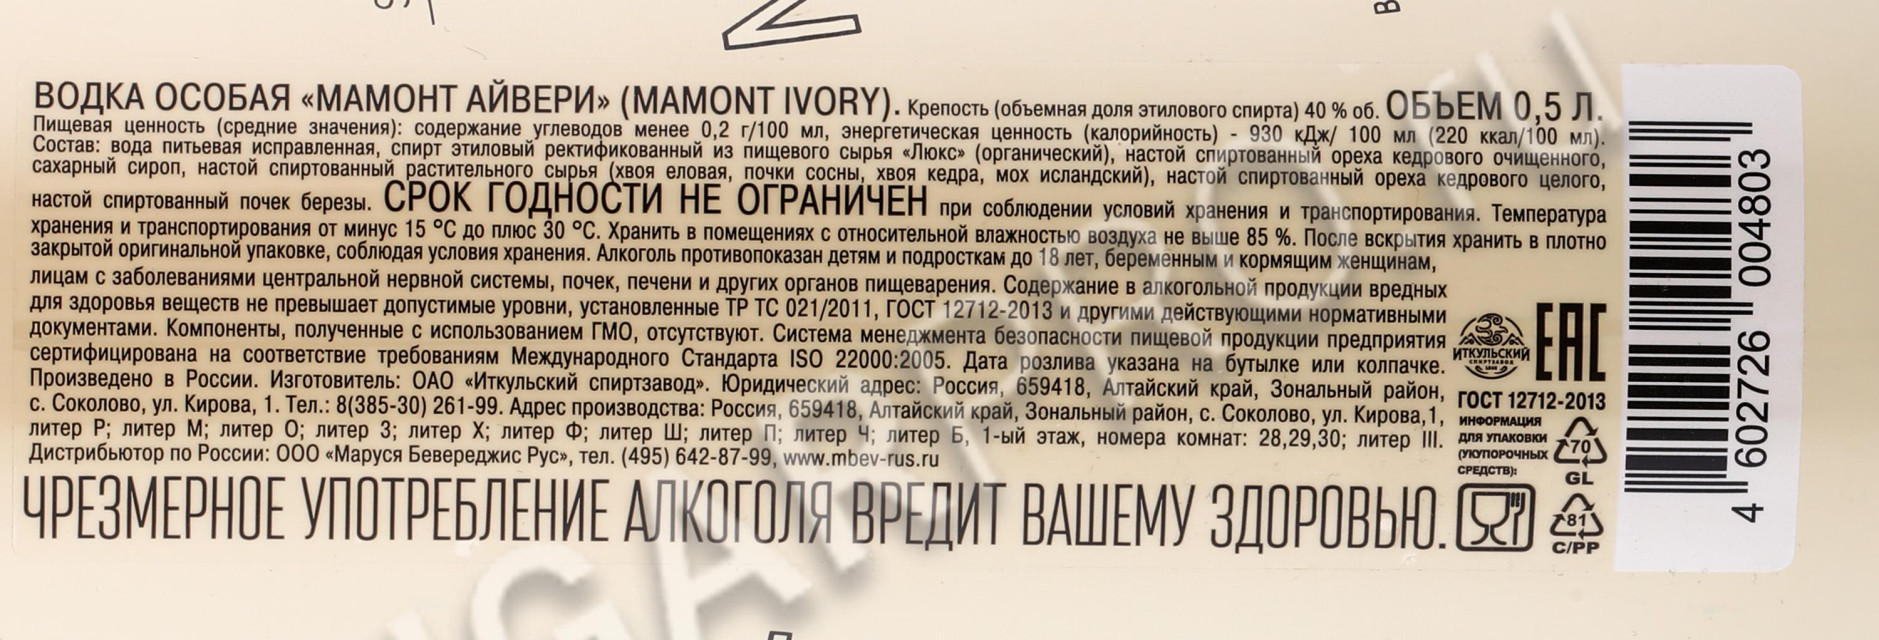 ВОДКА ОСОБАЯ «МАМОНТ АЙВЕРИ» (MAMONT IVORY). Крепость (объемная доля этилового спирта) 40 % об. ОБЪЕМ 0,5 Л.
Пищевая ценность (средние значения): содержание углеводов менее 0,2 г/100 мл, энергетическая ценность (калорийность) - 930 кДж/ 100 мл (220 ккал/100 мл).
Состав: вода питьевая исправленная, спирт этиловый ректификованный из пищевого сырья «Люкс» (органический), настой спиртованный ореха кедрового очищенного,
сахарный сироп, настой спиртованный растительного сырья (хвоя еловая, почки сосны, хвоя кедра, мох исландский), настой спиртованный ореха кедрового целого,
настой спиртованный почек березы. СРОК ГОДНОСТИ НЕ ОГРАНИЧЕН при соблюдении условий хранения и транспортирования. Температура
хранения и транспортирования от минус 15 °С до плюс 30 °С. Хранить в помещениях с относительной влажностью воздуха не выше 85 %. После вскрытия хранить в плотно
закрытой оригинальной упаковке, соблюдая условия хранения. Алкоголь противопоказан детям и подросткам до 18 лет, беременным и кормящим женщинам,
лицам с заболеваниями центральной нервной системы, почек, печени и других органов пищеварения. Содержание в алкогольной продукции вредных
для здоровья веществ не превышает допустимые уровни, установленные ТР ТС 021/2011, ГОСТ 12712-2013 и другими действующими нормативными
документами. Компоненты, полученные с использованием ГМО, отсутствуют. Система менеджмента безопасности пищевой продукции предприятия
сертифицирована на соответствие требованиям Международного Стандарта ISO 22000:2005. Дата розлива указана на бутылке или колпачке.
Произведено в России. Изготовитель: ОАО «Иткульский спиртзавод». Юридический адрес: Россия, 659418, Алтайский край, Зональный район,
с. Соколово, ул. Кирова, 1. Тел.: 8(385-30) 261-99. Адрес производства: Россия, 659418, Алтайский край, Зональный район, с. Соколово, ул. Кирова,1,
литер Р; литер М; литер О; литер З; литер Х; литер Ф; литер Ш; литер П; литер Ч; литер Б, 1-ый этаж, номера комнат: 28,29,30; литер III.
Дистрибьютор по России: ООО «Маруся Бевереджис Рус», тел. (495) 642-87-99, www.mbev-rus.ru
ЧРЕЗМЕРНОЕ УПОТРЕБЛЕНИЕ АЛКОГОЛЯ ВРЕДИТ ВАШЕМУ ЗДОРОВЬЮ.
ИТКУЛЬСКИЙ
СПИРТЗАВОД
EAC
ГОСТ 12712-2013
ИНФОРМАЦИЯ
ДЛЯ УПАКОВКИ
(УКУПОРОЧНЫХ
СРЕДСТВ):
70
GL
81
C/PP
4 602726 004803